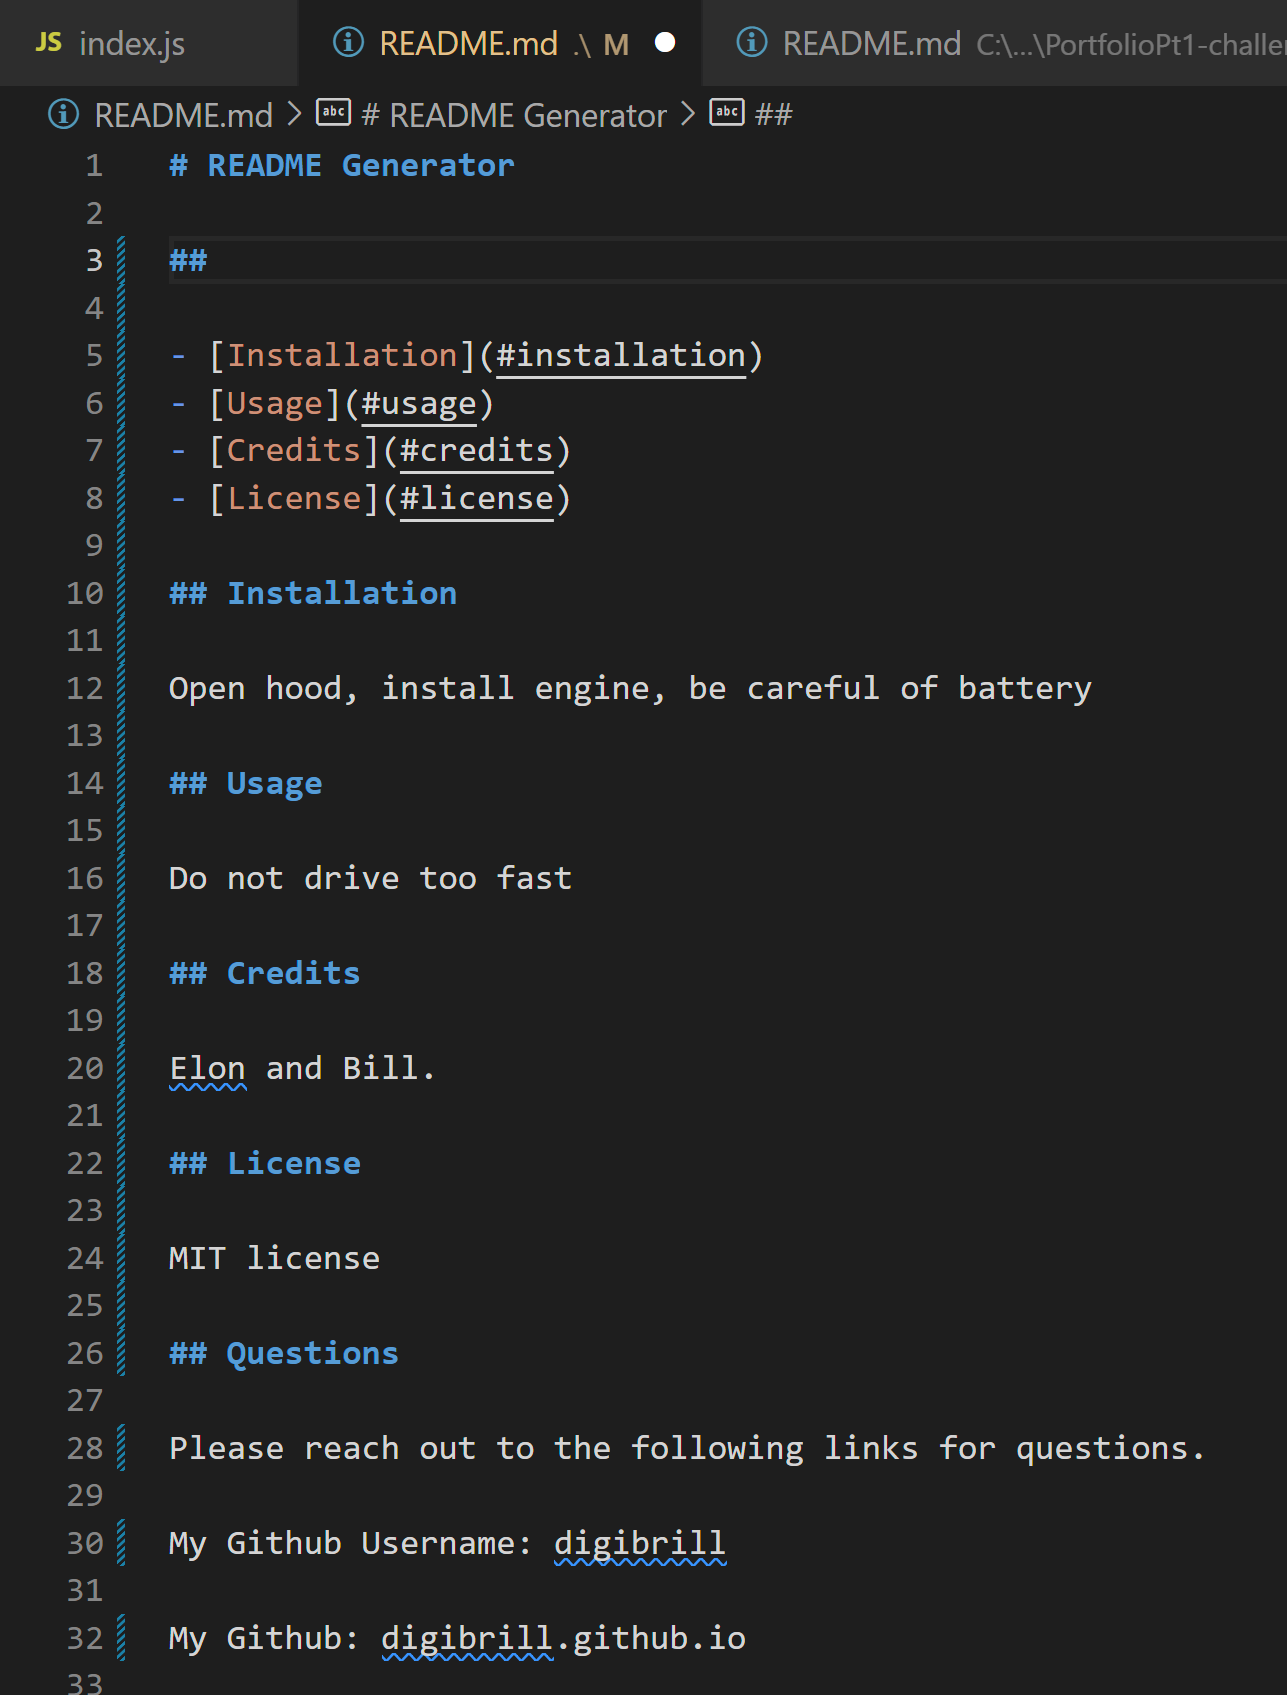 JS index.js README.md .\ M README.md C:\...\PortfolioPt1-challe
README.md > # README Generator > ##
1 # README Generator
2
3 ##
4
5 - [Installation](#installation)
6 - [Usage](#usage)
7 - [Credits](#credits)
8 - [License](#license)
9
10 ## Installation
11
12 Open hood, install engine, be careful of battery
13
14 ## Usage
15
16 Do not drive too fast
17
18 ## Credits
19
20 Elon and Bill.
21
22 ## License
23
24 MIT license
25
26 ## Questions
27
28 Please reach out to the following links for questions.
29
30 My Github Username: digibrill
31
32 My Github: digibrill.github.io
33